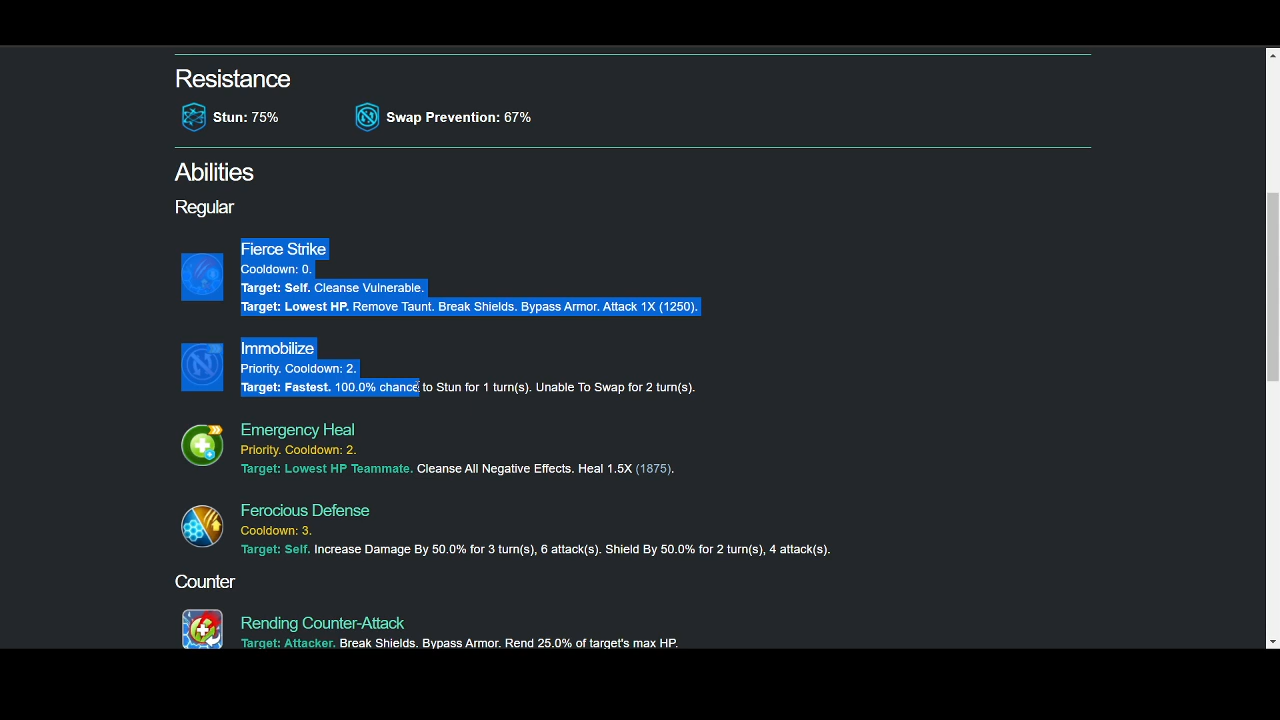 Resistance
Stun: 75%
Swap Prevention: 67%
Abilities
Regular
Fierce Strike
Cooldown: 0.
Target: Self. Cleanse Vulnerable.
Target: Lowest HP. Remove Taunt. Break Shields. Bypass Armor. Attack 1X (1250).
Immobilize
Priority. Cooldown: 2.
Target: Fastest. 100.0% chance to Stun for 1 turn(s). Unable To Swap for 2 turn(s).
Emergency Heal
Priority. Cooldown: 2.
Target: Lowest HP Teammate. Cleanse All Negative Effects. Heal 1.5X (1875).
Ferocious Defense
Cooldown: 3.
Target: Self. Increase Damage By 50.0% for 3 turn(s), 6 attack(s). Shield By 50.0% for 2 turn(s), 4 attack(s).
Counter
Rending Counter-Attack
Target: Attacker. Break Shields. Bypass Armor. Rend 25.0% of target's max HP.